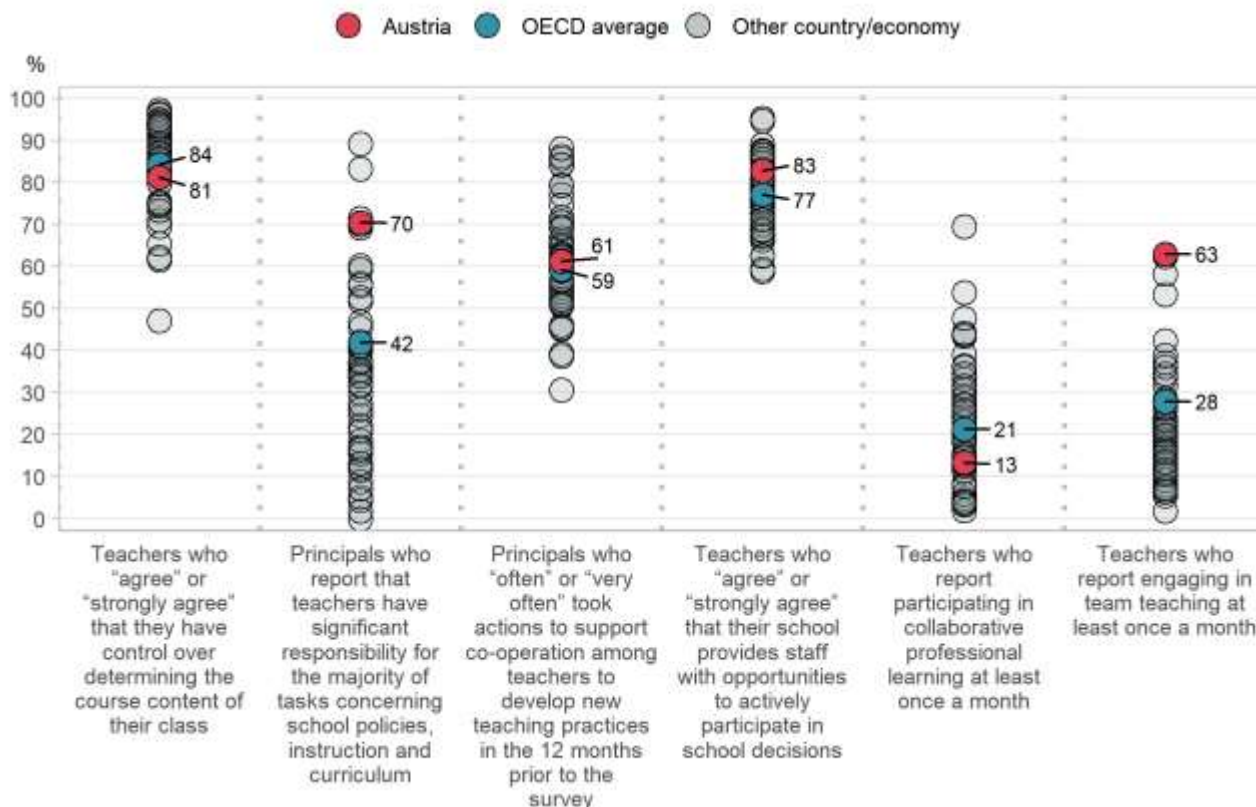 Austria OECD average Other country/economy
%
100
90
80
70
60
50
40
30
20
10
0
84
81
70
42
61
59
83
77
21
13
63
28
Teachers who
“agree” or
“strongly agree”
that they have
control over
determining the
course content of
their class
Principals who
report that
teachers have
significant
responsibility for
the majority of
tasks concerning
school policies,
instruction and
curriculum
Principals who
“often” or “very
often” took
actions to support
co-operation among
teachers to
develop new
teaching practices
in the 12 months
prior to the
survey
Teachers who
“agree” or
“strongly agree”
that their school
provides staff
with opportunities
to actively
participate in
school decisions
Teachers who
report
participating in
collaborative
professional
learning at least
once a month
Teachers who
report engaging in
team teaching at
least once a month